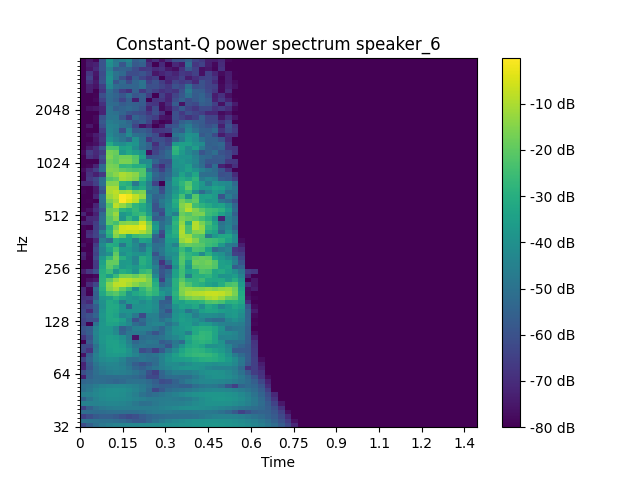 Constant-Q power spectrum speaker_6
Hz
2048
1024
512
256
128
64
32
0 0.15 0.3 0.45 0.6 0.75 0.9 1.1 1.2 1.4
Time
-10 dB
-20 dB
-30 dB
-40 dB
-50 dB
-60 dB
-70 dB
-80 dB